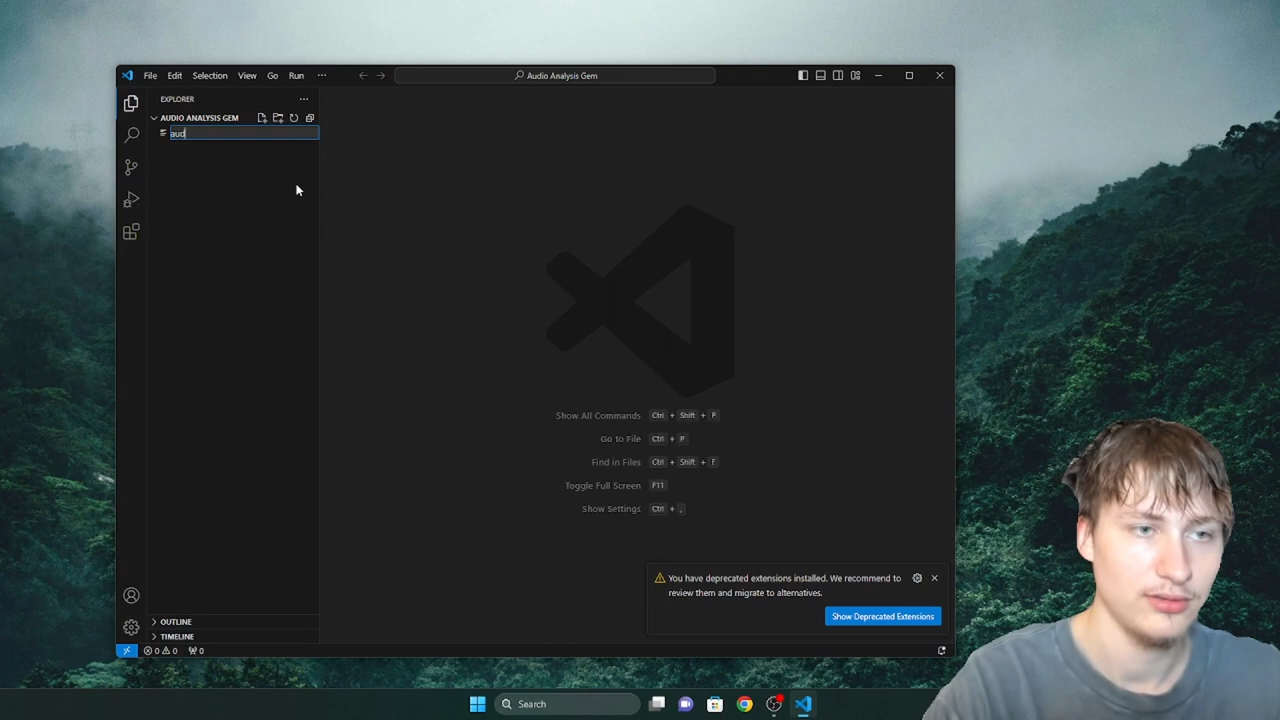 File Edit Selection View Go Run ...
Audio Analysis Gem
EXPLORER
AUDIO ANALYSIS GEM
aud
Show All Commands Ctrl + Shift + P
Go to File Ctrl + P
Find in Files Ctrl + Shift + F
Toggle Full Screen F11
Show Settings Ctrl + ,
You have deprecated extensions installed. We recommend to
review them and migrate to alternatives.
Show Deprecated Extensions
OUTLINE
TIMELINE
0 0 0
Search